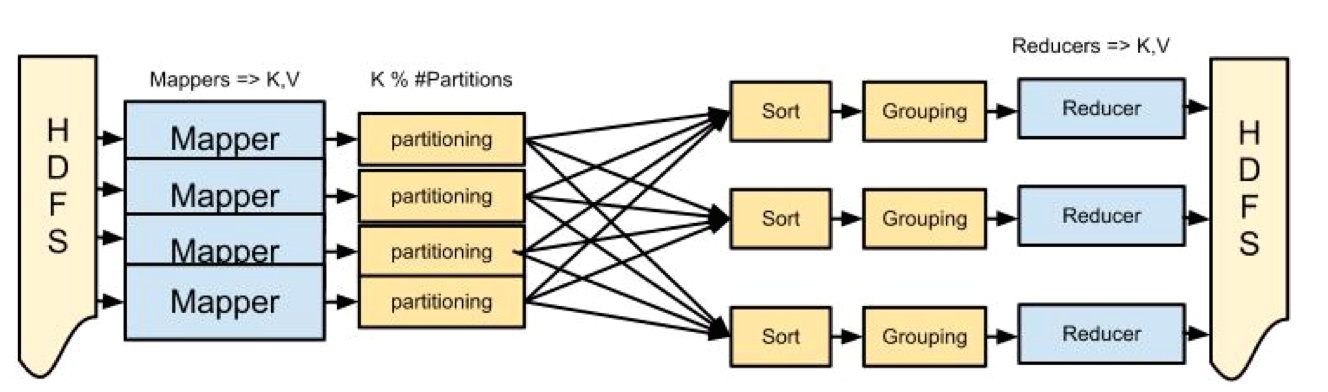 Reducers => K,V
Mappers => K,V
K % #Partitions
H
D
F
S
Mapper
Mapper
Mapper
Mapper
partitioning
partitioning
partitioning
partitioning
Sort
Grouping
Reducer
Sort
Grouping
Reducer
Sort
Grouping
Reducer
H
D
F
S